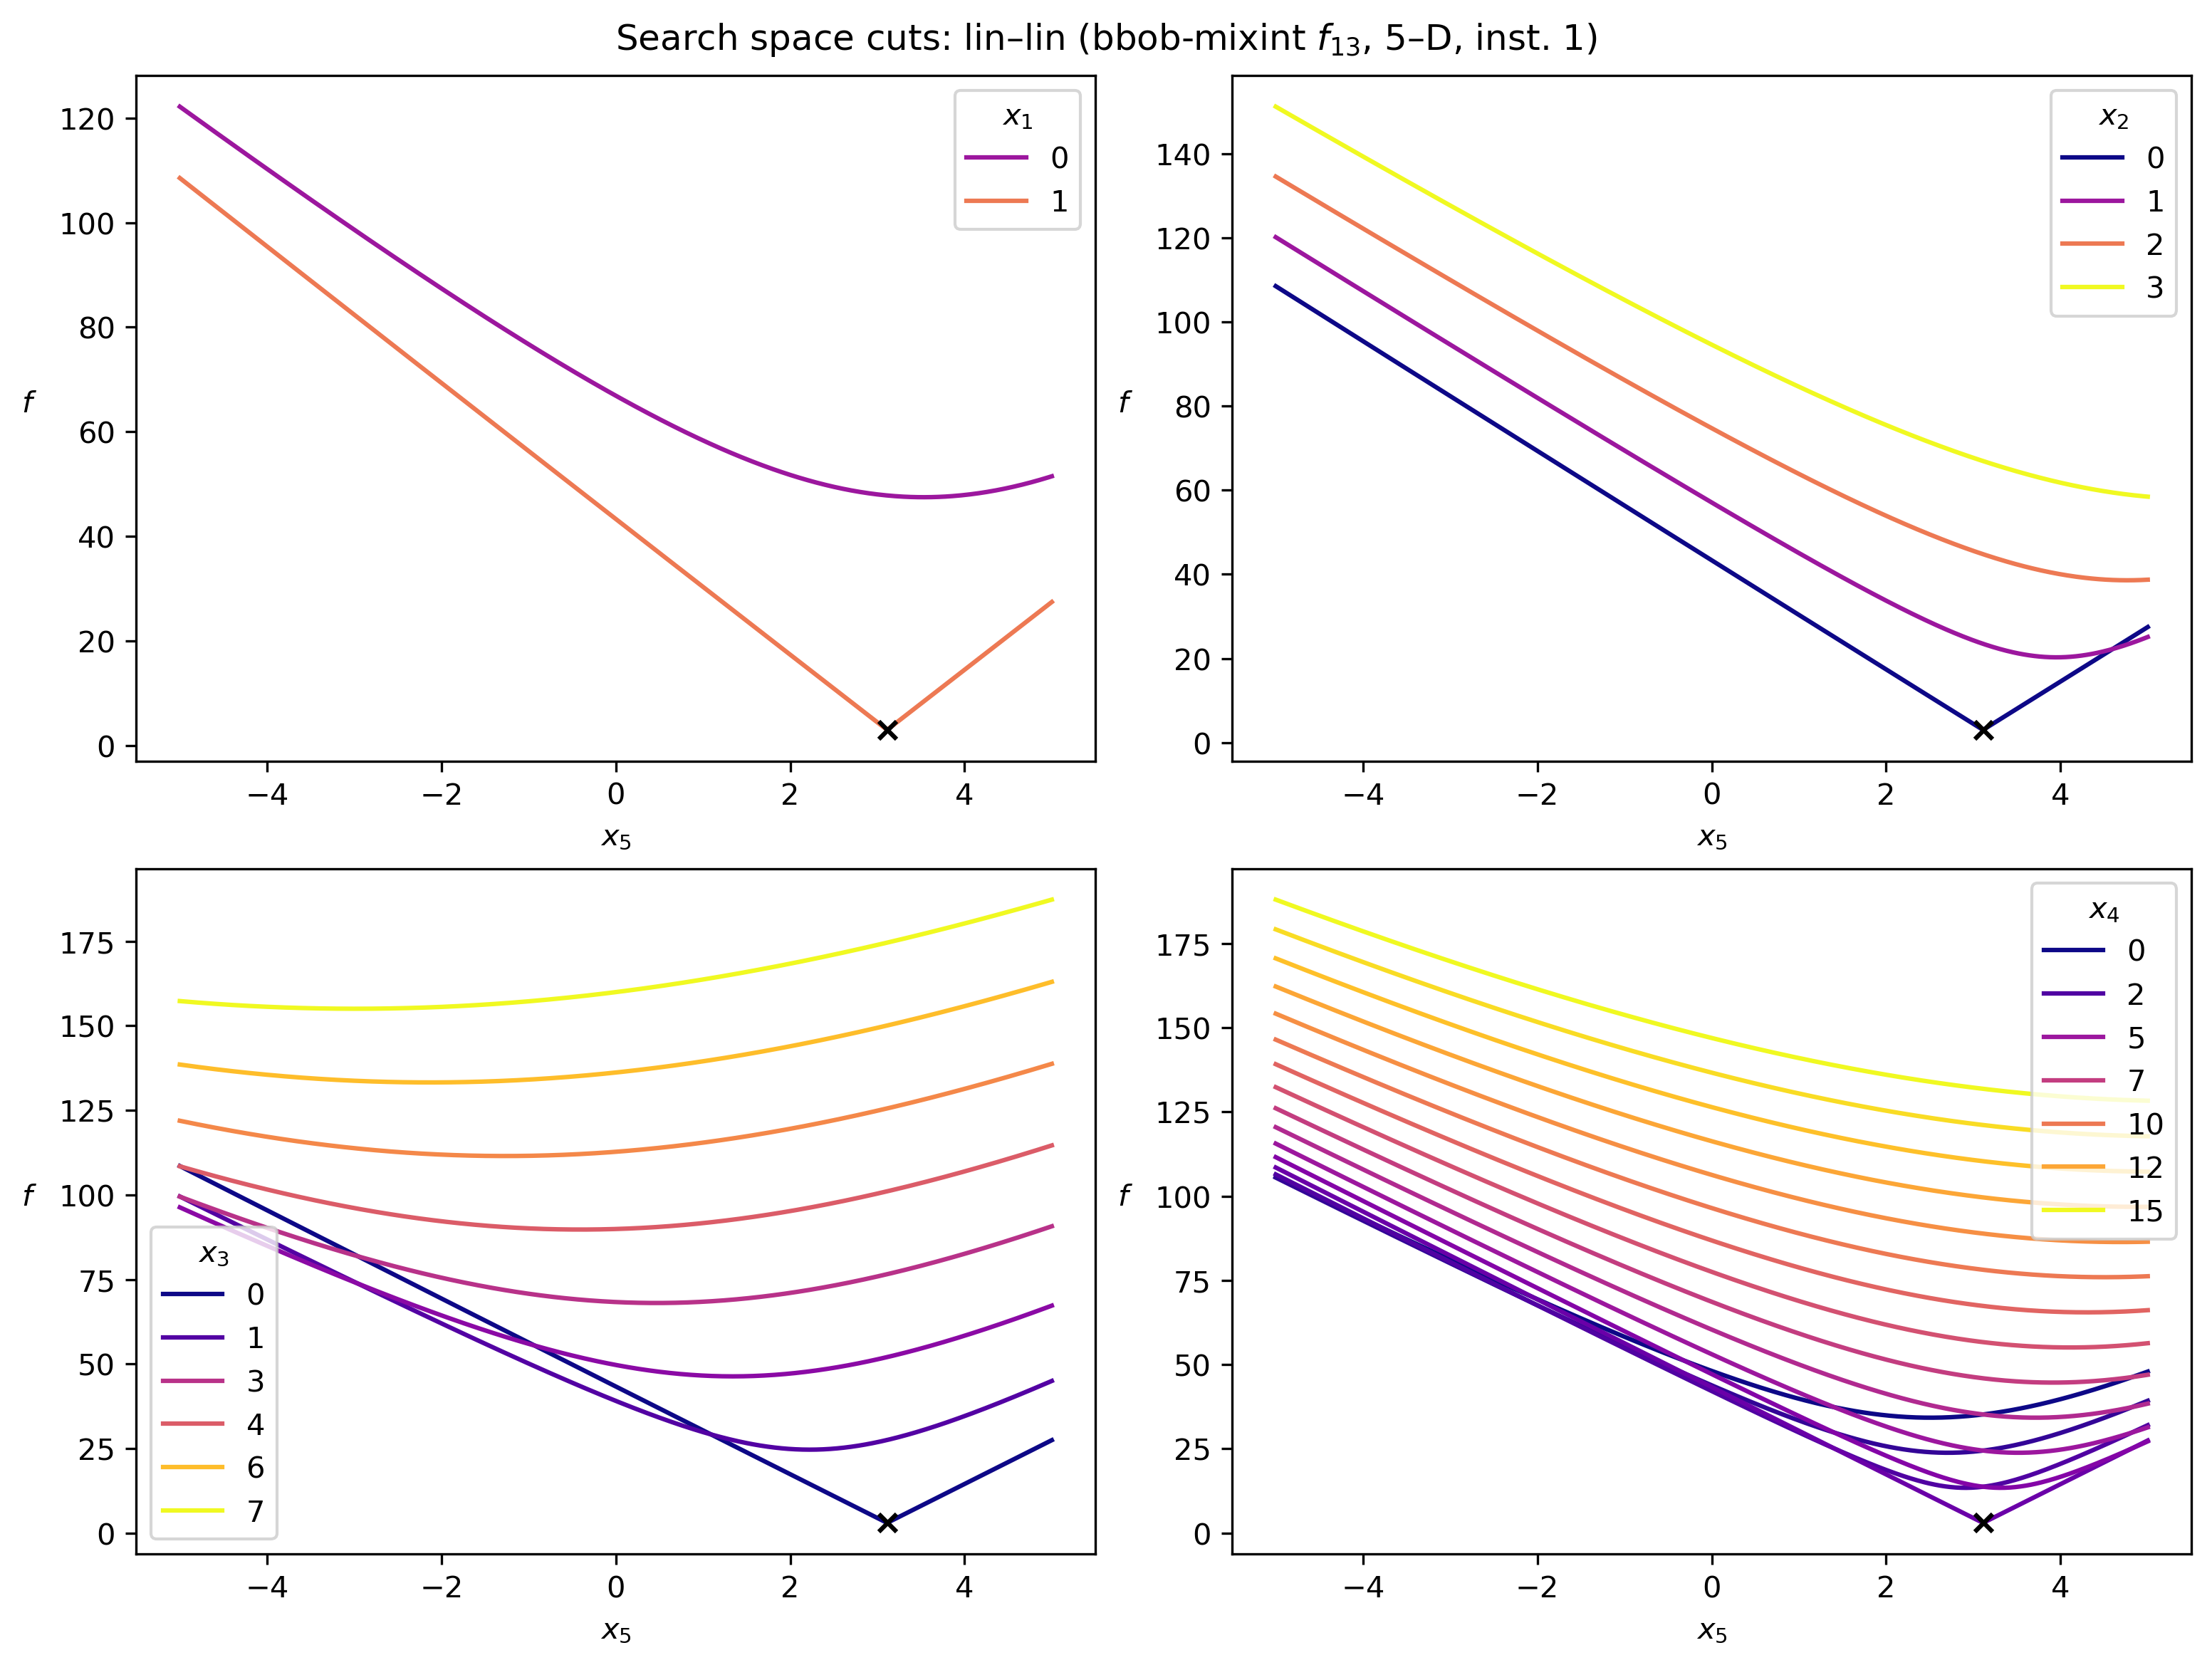 Search space cuts: lin–lin (bbob-mixint f₁₃, 5–D, inst. 1)
120
100
80
60
40
20
0
f
−4 −2 0 2 4
x₅
x₁
0
1
140
120
100
80
60
40
20
0
f
−4 −2 0 2 4
x₅
x₂
0
1
2
3
175
150
125
100
75
50
25
0
f
−4 −2 0 2 4
x₅
x₃
0
1
3
4
6
7
175
150
125
100
75
50
25
0
f
−4 −2 0 2 4
x₅
x₄
0
2
5
7
10
12
15